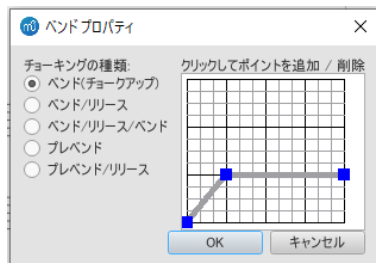 ベンドプロパティ
チョーキングの種類:
クリックしてポイントを追加 / 削除
ベンド(チョークアップ)
ベンド/リリース
ベンド/リリース/ベンド
プレベンド
プレベンド/リリース
OK
キャンセル